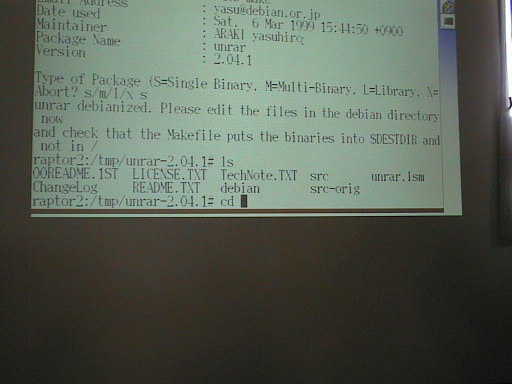 Email Address : yasu@debian.or.jp
Date used : Sat, 6 Mar 1999 15:44:50 +0900
Maintainer : ARAKI yasuhiro
Package Name : unrar
Version : 2.04.1
Type of Package (S=Single Binary, M=Multi-Binary, L=Library, X=
Abort? s/m/l/x s
unrar debianized. Please edit the files in the debian directory
now
and check that the Makefile puts the binaries into $DESTDIR and
not in /
raptor2:/tmp/unrar-2.04.1# ls
00README.1ST LICENSE.TXT TechNote.TXT src unrar.lsm
ChangeLog README.TXT debian src-orig
raptor2:/tmp/unrar-2.04.1# cd